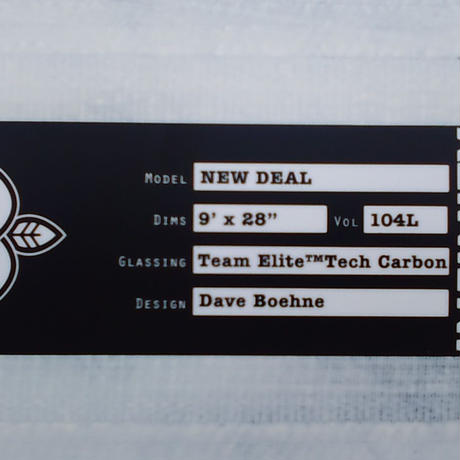 MODEL NEW DEAL
DIMS 9' x 28" VOL 104L
GLASSING Team Elite™Tech Carbon
DESIGN Dave Boehne